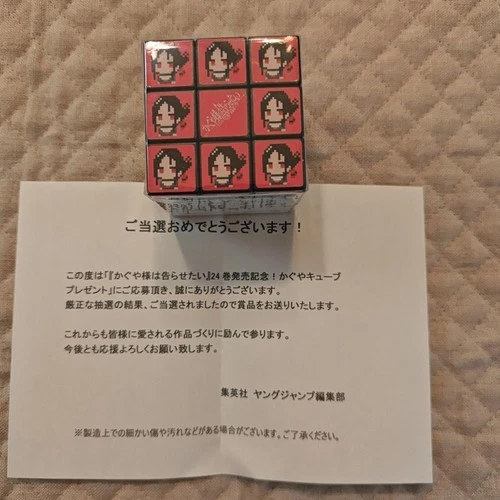 ご当選おめでとうございます！
この度は「『かぐや様は告らせたい』24巻発売記念！かぐやキューブ
プレゼント」にご応募頂き、誠にありがとうございます。
厳正な抽選の結果、ご当選されましたので賞品をお送りいたします。
これからも皆様に愛される作品づくりに励んで参ります。
今後とも応援よろしくお願い致します。
集英社 ヤングジャンプ編集部
※製造上での細かい傷や汚れなどがある場合がございます。ご了承ください。